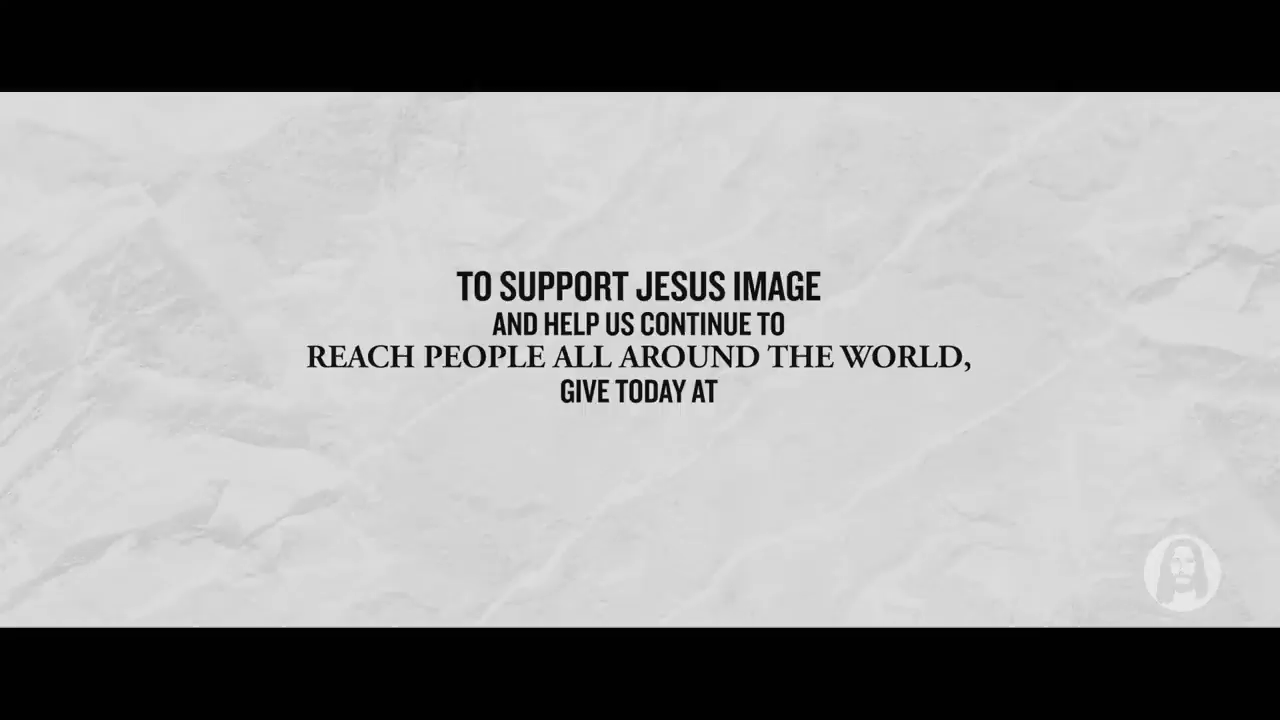 TO SUPPORT JESUS IMAGE
AND HELP US CONTINUE TO
REACH PEOPLE ALL AROUND THE WORLD,
GIVE TODAY AT